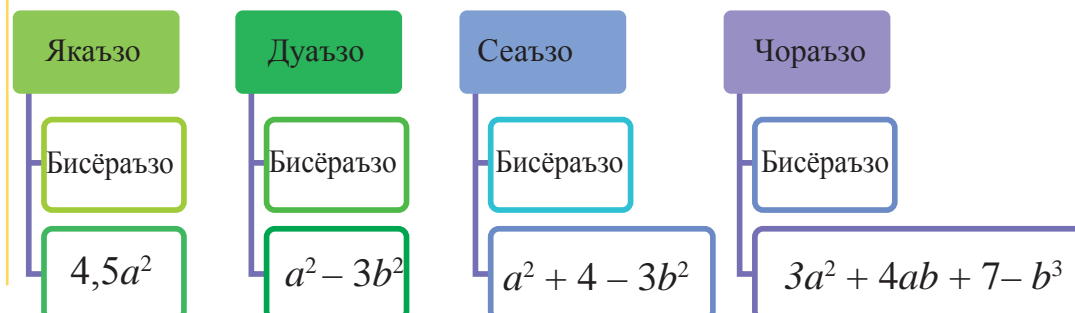 Якаъзо Дуаъзо Сеаъзо Чораъзо
Бисёраъзо Бисёраъзо Бисёраъзо Бисёраъзо
4,5a² a² – 3b² a² + 4 – 3b² 3a² + 4ab + 7– b³